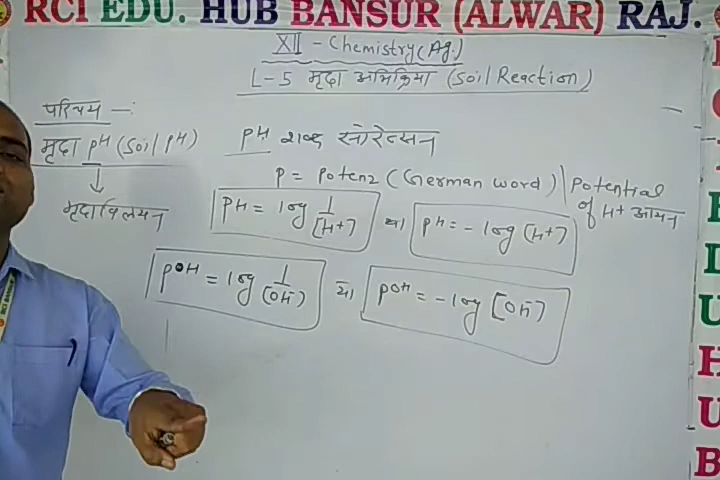 RCI EDU. HUB BANSUR (ALWAR) RAJ.
XII - Chemistry (Ag.)
L-5 मृदा अभिक्रिया (Soil Reaction)
परिचय -:
मृदा pH (Soil pH)
↓
मृदाविलयन
PH शब्द सोरेन्सन
P = Potenz (German word) | Potential of H+ आयन
PH = log 1/[H+] या PH = - log [H+]
POH = log 1/[OH-] या POH = - log [OH-]
EDU
HUB